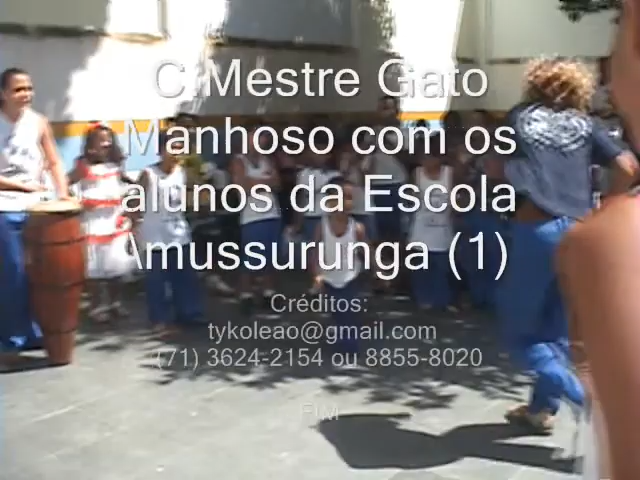 C.Mestre Gato
Manhoso com os
alunos da Escola
Amussurunga (1)
Créditos:
tykoleao@gmail.com
(71) 3624-2154 ou 8855-8020
FIM